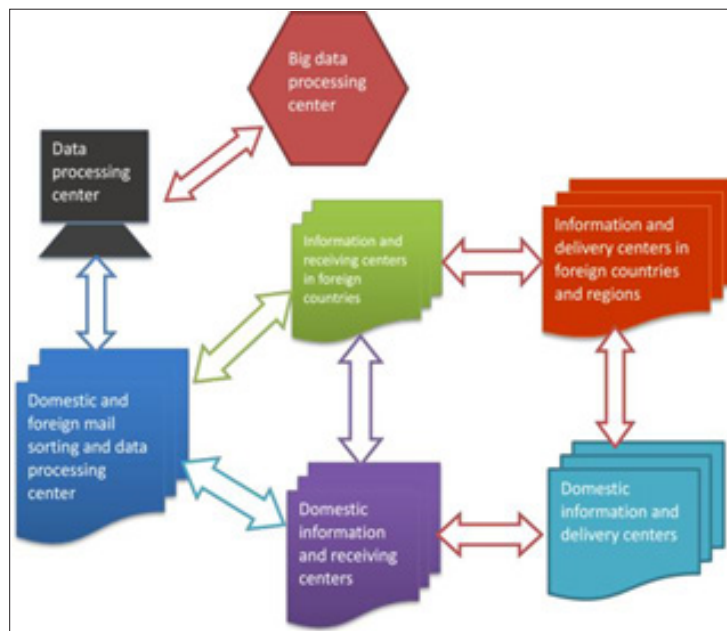 Big data
processing
center
Data
processing
center
Information and
receiving centers
in foreign
countries
Information and
delivery centers in
foreign countries
and regions
Domestic and
foreign mail
sorting and data
processing
center
Domestic
information
and receiving
centers
Domestic
information and
delivery centers